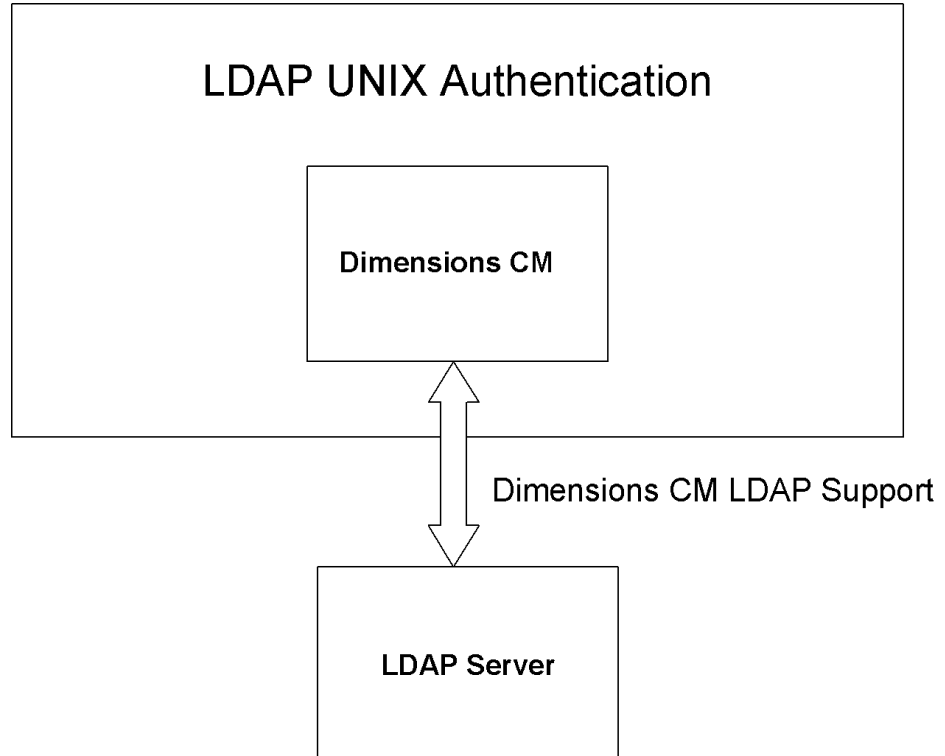 LDAP UNIX Authentication
Dimensions CM
Dimensions CM LDAP Support
LDAP Server